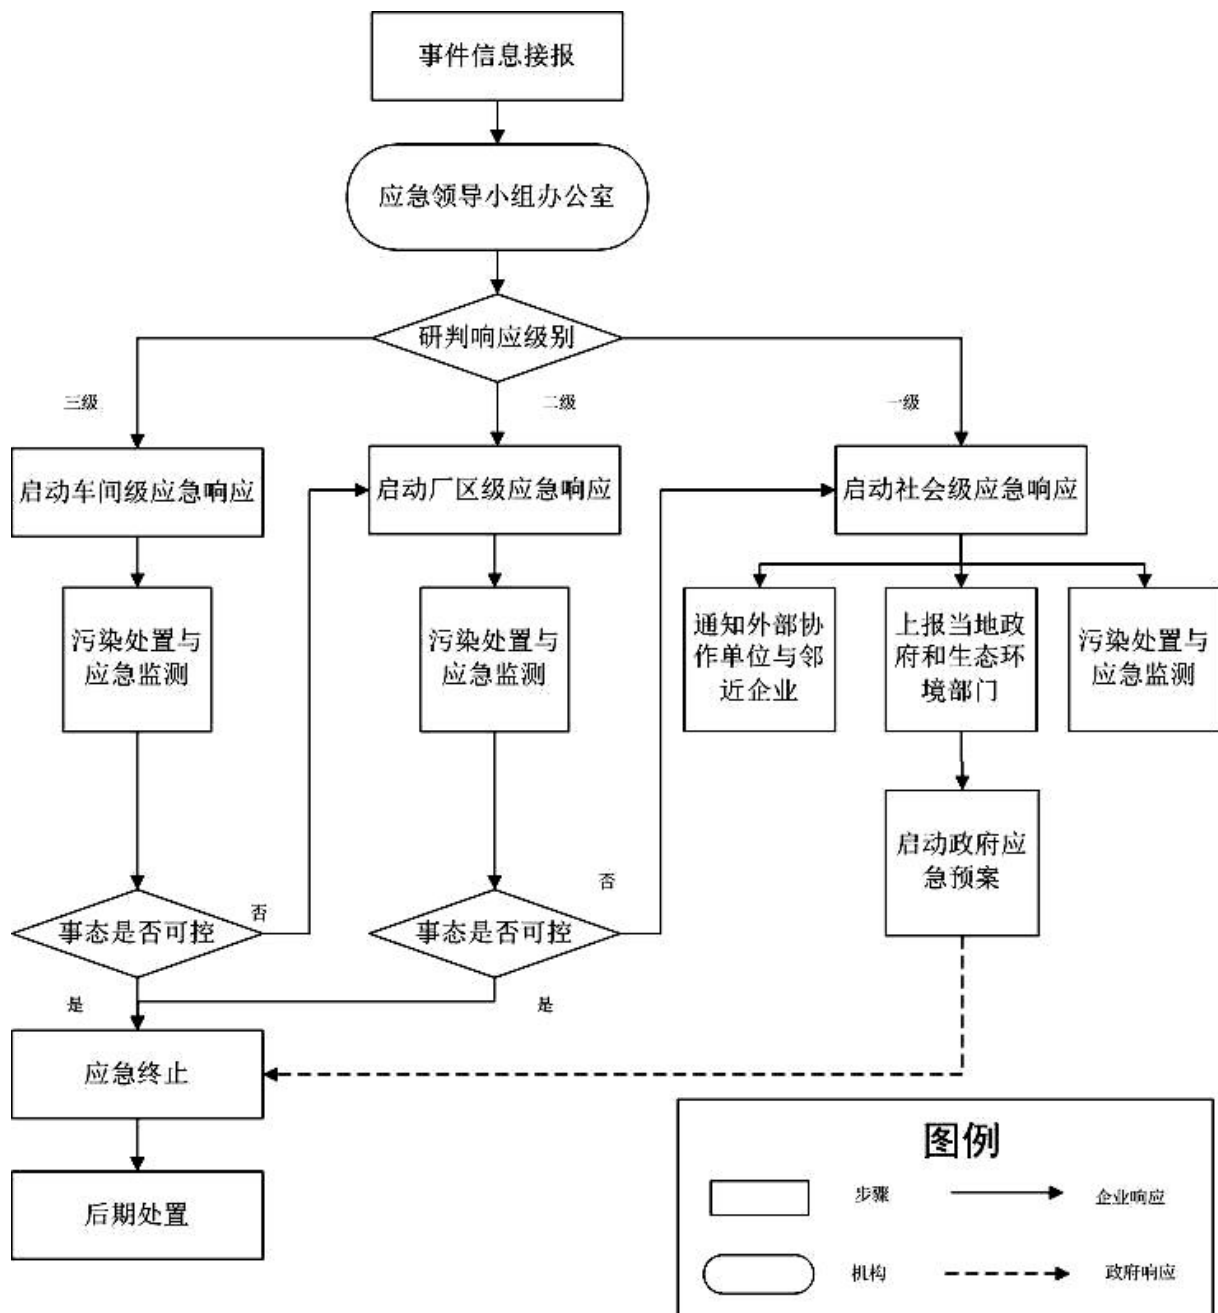 事件信息接报
应急领导小组办公室
研判响应级别
三级
二级
一级
启动车间级应急响应
启动厂区级应急响应
启动社会级应急响应
污染处置与
应急监测
污染处置与
应急监测
通知外部协
作单位与邻
近企业
上报当地政
府和生态环
境部门
污染处置与
应急监测
启动政府应
急预案
事态是否可控
否
事态是否可控
否
是
是
应急终止
后期处置
图例
步骤
企业响应
机构
政府响应